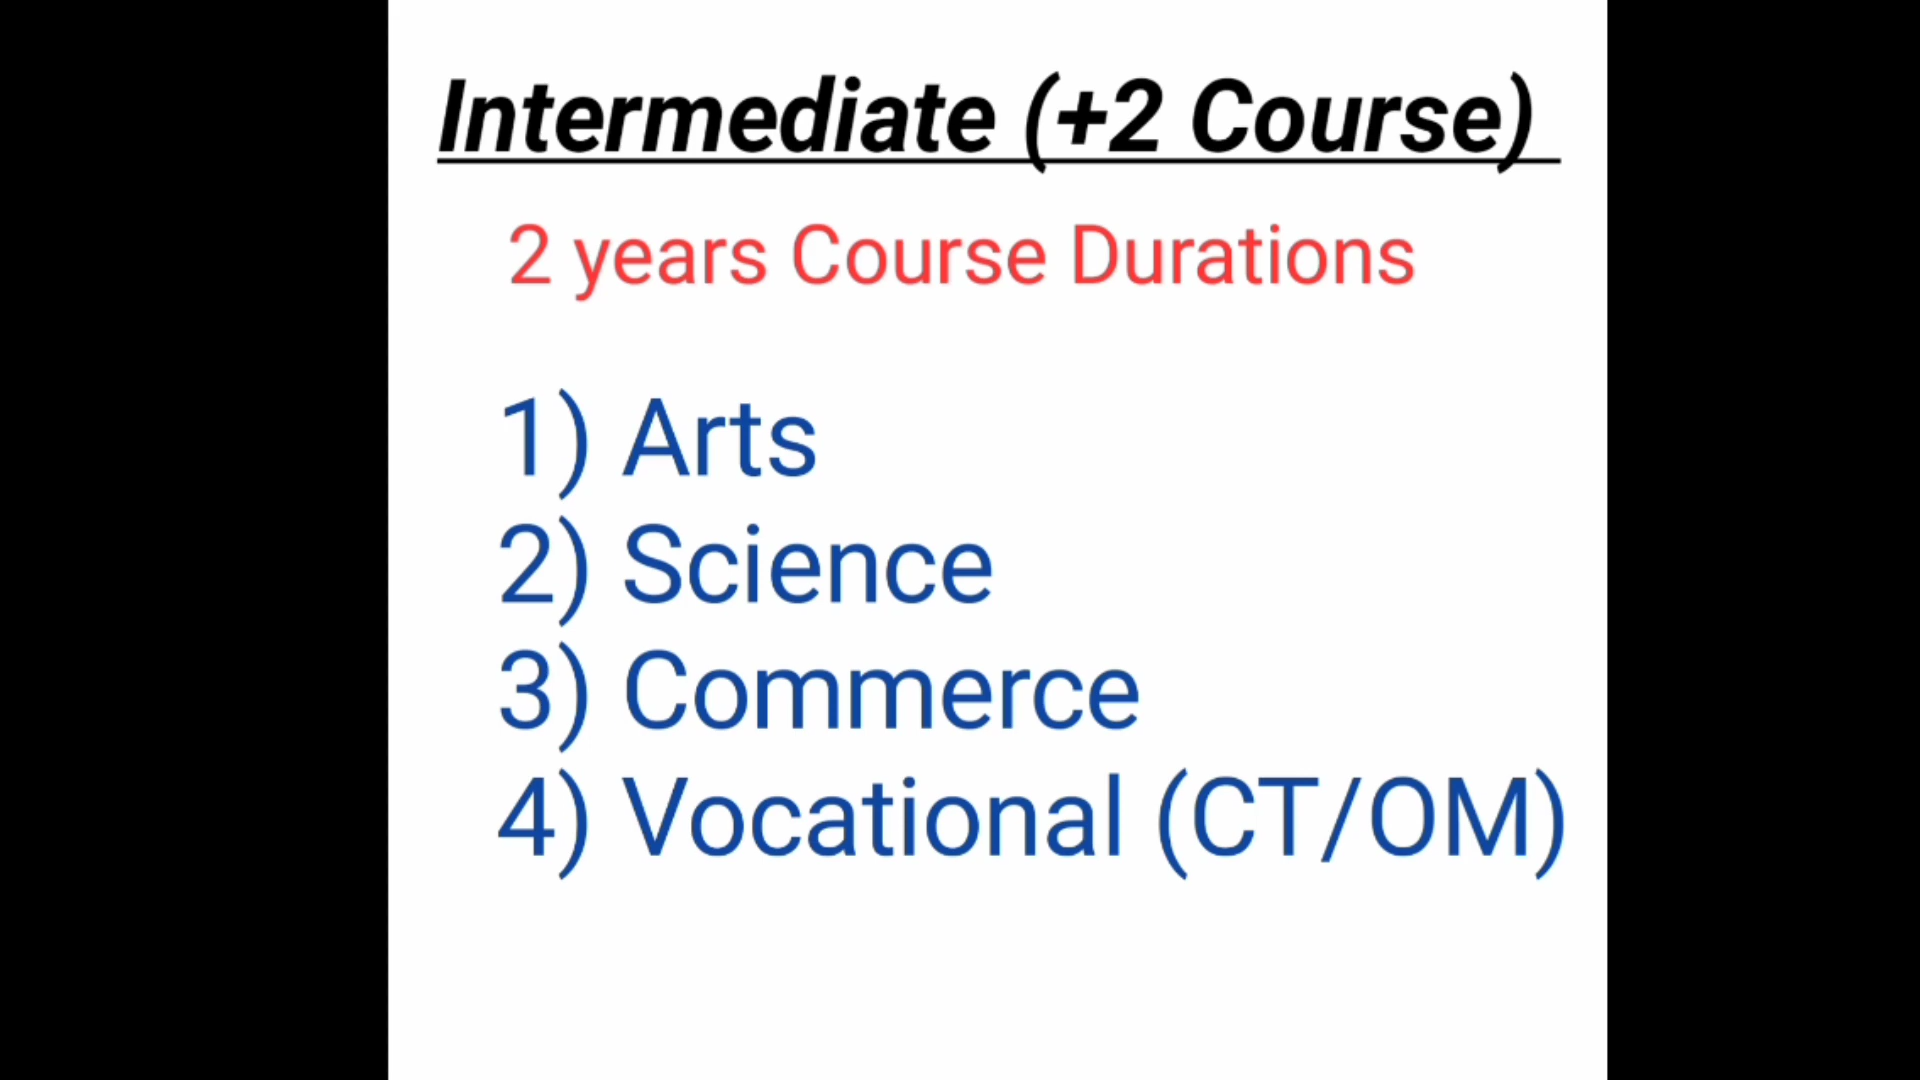 Intermediate (+2 Course)
2 years Course Durations
1) Arts
2) Science
3) Commerce
4) Vocational (CT/OM)